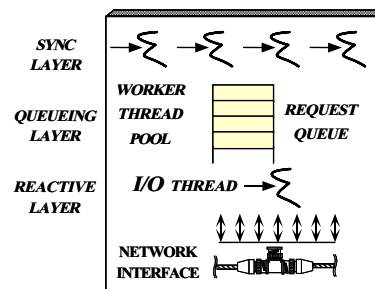 SYNC
LAYER
WORKER
THREAD
POOL
QUEUEING
LAYER
REQUEST
QUEUE
REACTIVE
LAYER
I/O THREAD
NETWORK
INTERFACE